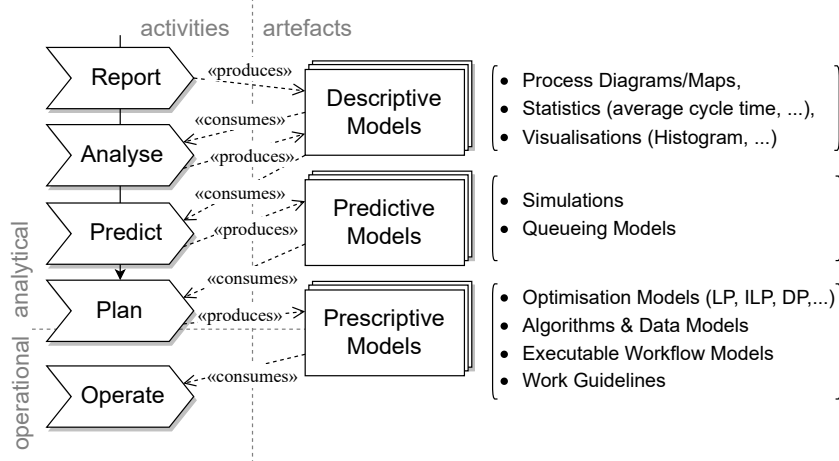 activities
artefacts
Report
«produces»
Descriptive
Models
Process Diagrams/Maps,
Statistics (average cycle time, ...),
Visualisations (Histogram, ...)
«consumes»
Analyse
«produces»
«consumes»
Predict
«produces»
Predictive
Models
Simulations
Queueing Models
«consumes»
Plan
«produces»
Prescriptive
Models
Optimisation Models (LP, ILP, DP,...)
Algorithms & Data Models
Executable Workflow Models
Work Guidelines
«consumes»
Operate
analytical
operational